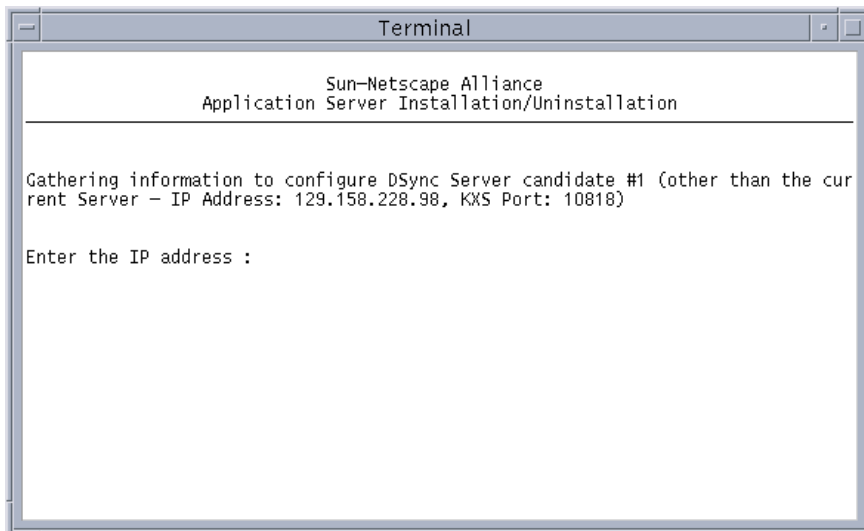 Terminal
Sun-Netscape Alliance
Application Server Installation/Uninstallation
Gathering information to configure DSync Server candidate #1 (other than the cur
rent Server - IP Address: 129.158.228.98, KXS Port: 10818)
Enter the IP address :